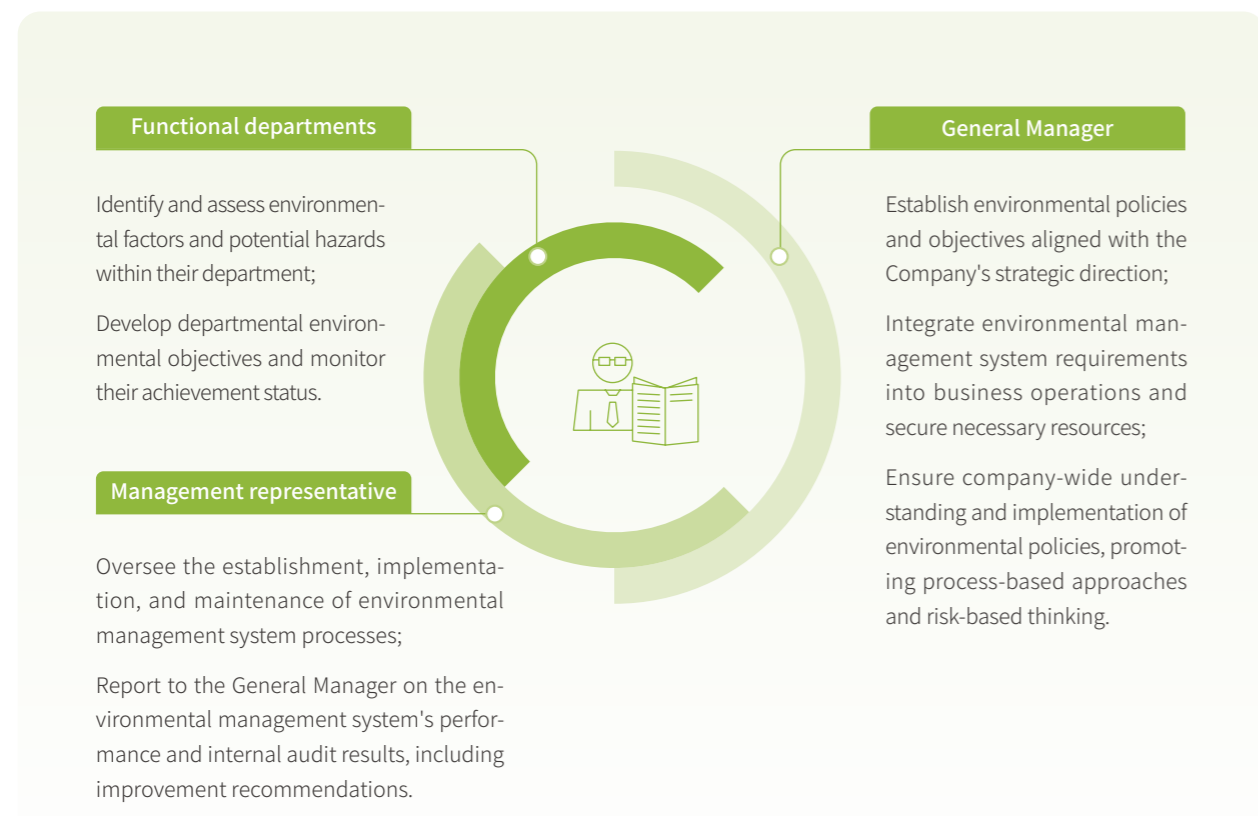 Functional departments
Identify and assess environmen-
tal factors and potential hazards
within their department;
Develop departmental environ-
mental objectives and monitor
their achievement status.
Management representative
Oversee the establishment, implementa-
tion, and maintenance of environmental
management system processes;
Report to the General Manager on the en-
vironmental management system's perfor-
mance and internal audit results, including
improvement recommendations.
General Manager
Establish environmental policies
and objectives aligned with the
Company's strategic direction;
Integrate environmental man-
agement system requirements
into business operations and
secure necessary resources;
Ensure company-wide under-
standing and implementation of
environmental policies, promot-
ing process-based approaches
and risk-based thinking.